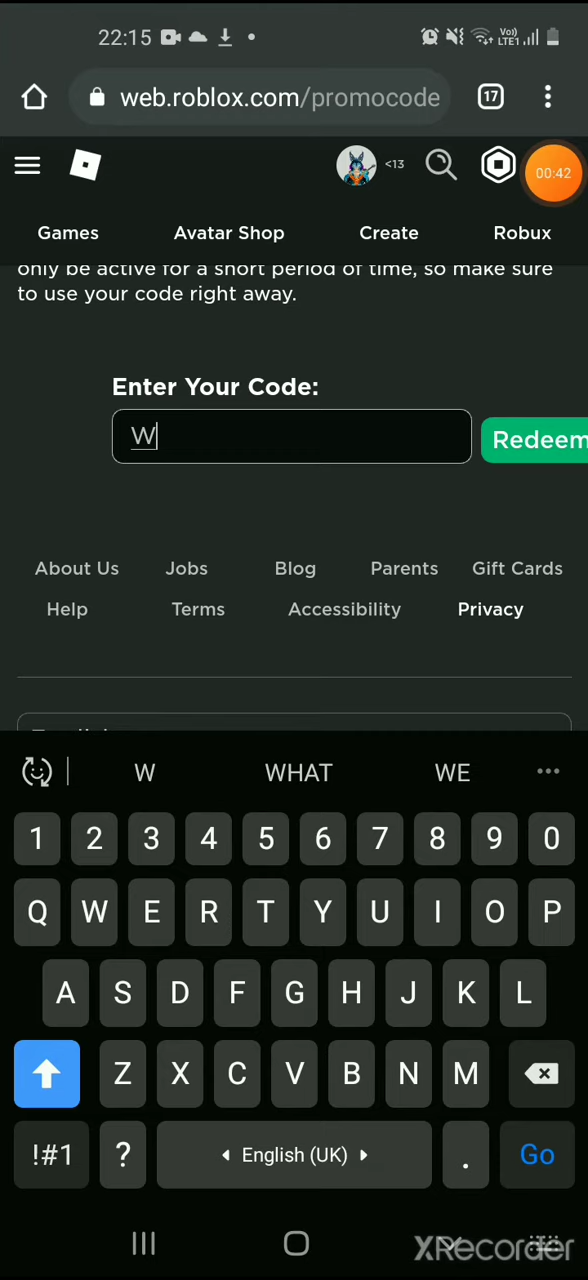 22:15 Vo)) LTE1
web.roblox.com/promocode 17
<13 00:42
Games Avatar Shop Create Robux
only be active for a short period of time, so make sure
to use your code right away.
Enter Your Code:
W Redeem
About Us Jobs Blog Parents Gift Cards
Help Terms Accessibility Privacy
W WHAT WE
1 2 3 4 5 6 7 8 9 0
Q W E R T Y U I O P
A S D F G H J K L
Z X C V B N M
!#1 ? English (UK) . Go
XRecorder